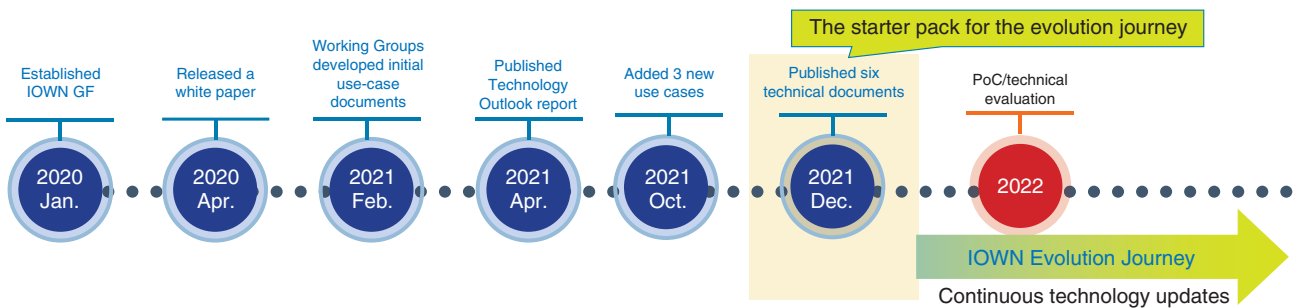 The starter pack for the evolution journey
Established
IOWN GF
Released a
white paper
Working Groups
developed initial
use-case
documents
Published
Technology
Outlook report
Added 3 new
use cases
Published six
technical documents
PoC/technical
evaluation
2020
Jan.
2020
Apr.
2021
Feb.
2021
Apr.
2021
Oct.
2021
Dec.
2022
IOWN Evolution Journey
Continuous technology updates